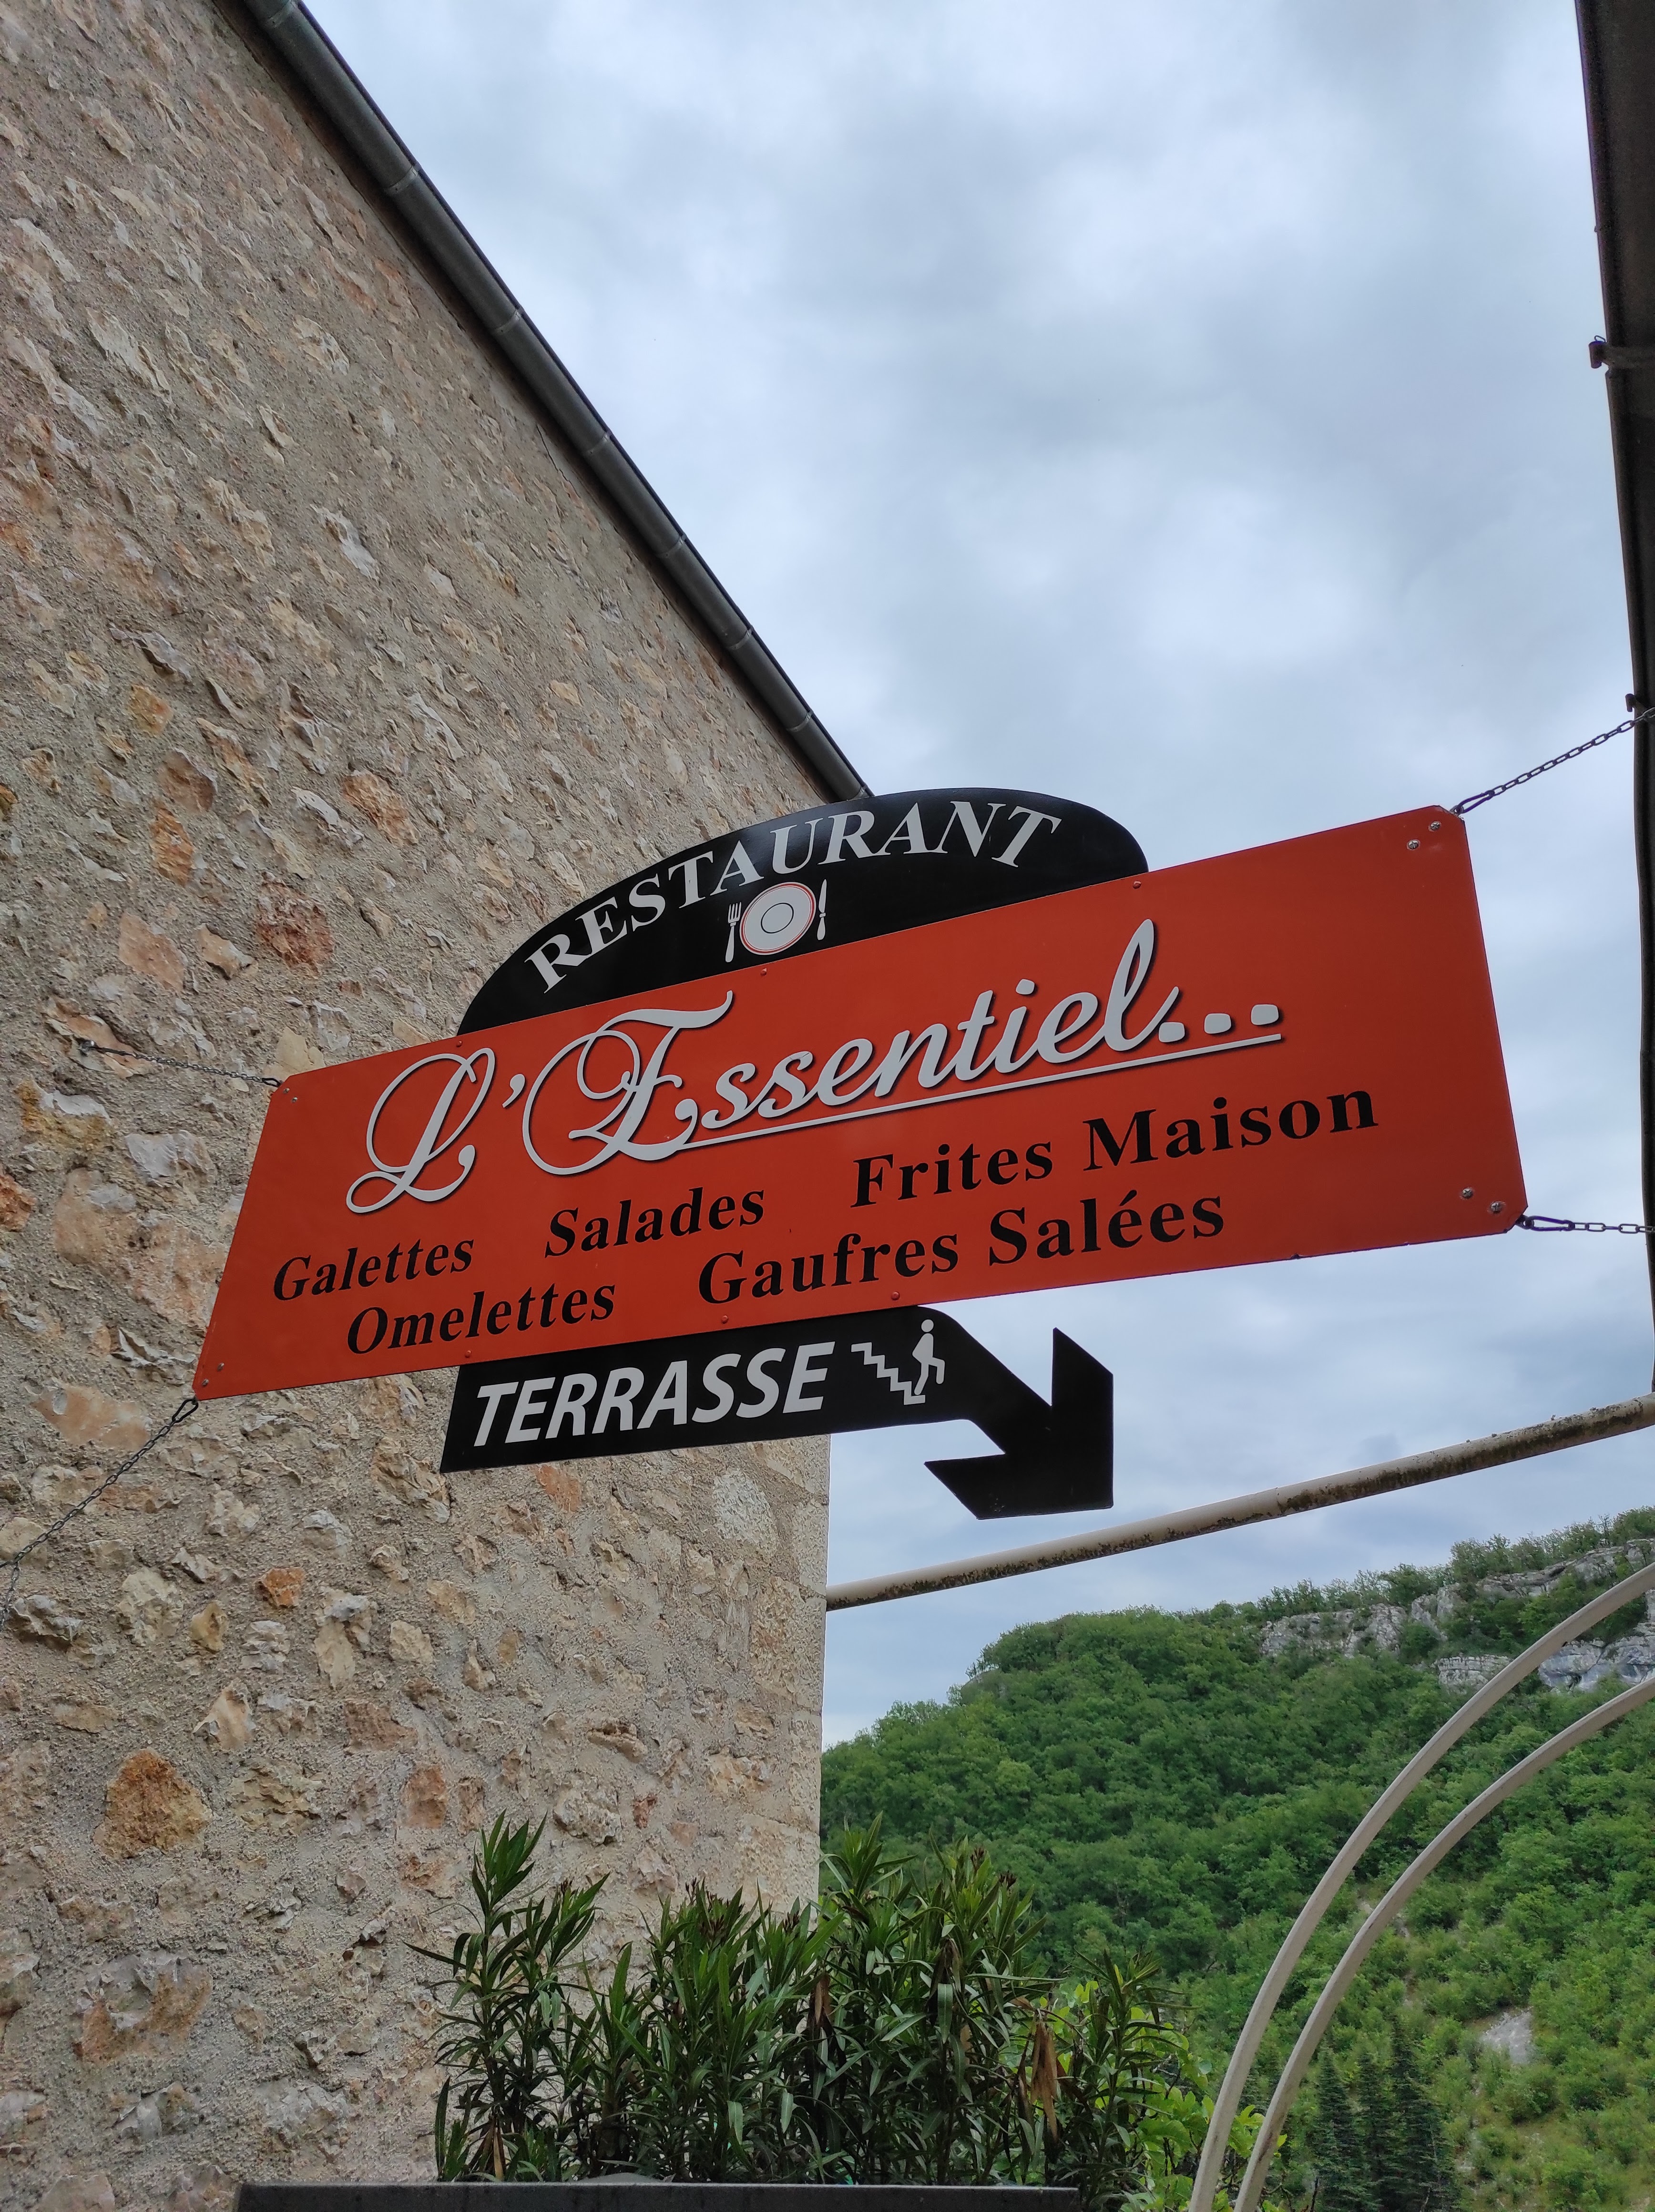 RESTAURANT
L'Essentiel...
Galettes Salades Frites Maison
Omelettes Gaufres Salées
TERRASSE